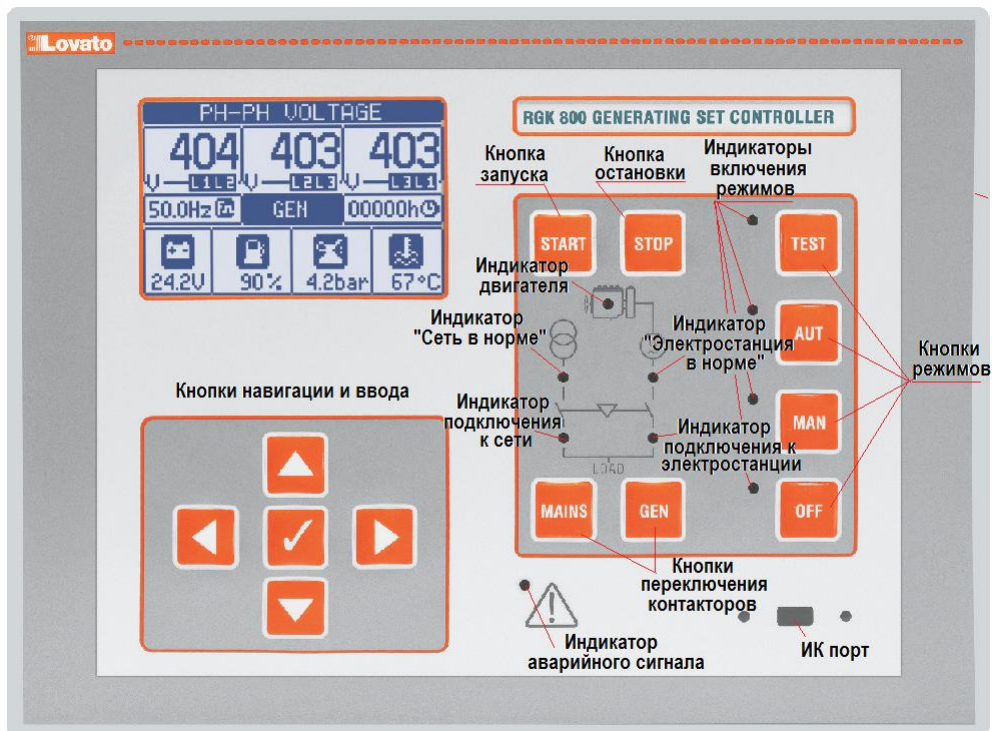 Lovato
PH-PH VOLTAGE
404 403 403
V L1L2 V L2L3 V L3L1
50.0Hz GEN 00000h
24.2V 90% 4.2bar 67°C
RGK 800 GENERATING SET CONTROLLER
Кнопка
запуска
Кнопка
остановки
Индикаторы
включения
режимов
START
STOP
TEST
Индикатор
двигателя
Индикатор
"Сеть в норме"
Индикатор
"Электростанция
в норме"
AUT
Кнопки
режимов
Кнопки навигации и ввода
Индикатор
подключения
к сети
Индикатор
подключения к
электростанции
MAN
LOAD
MAINS
GEN
OFF
Кнопки
переключения
контакторов
Индикатор
аварийного сигнала
ИК порт